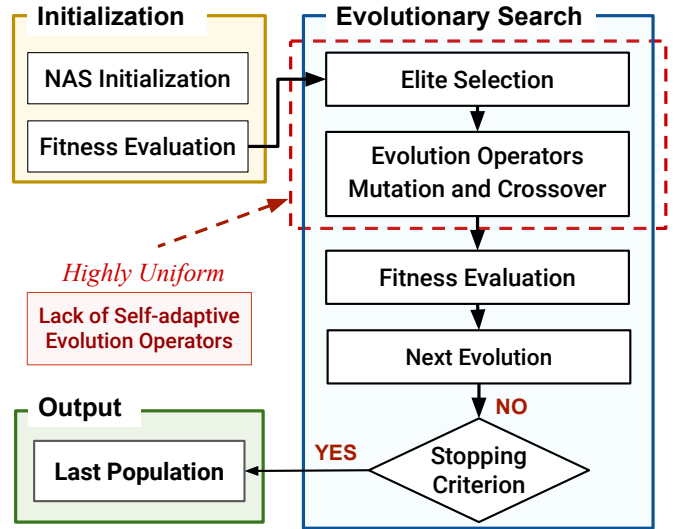 Initialization
NAS Initialization
Fitness Evaluation
Highly Uniform
Lack of Self-adaptive
Evolution Operators
Output
Last Population
Evolutionary Search
Elite Selection
Evolution Operators
Mutation and Crossover
Fitness Evaluation
Next Evolution
NO
YES
Stopping
Criterion